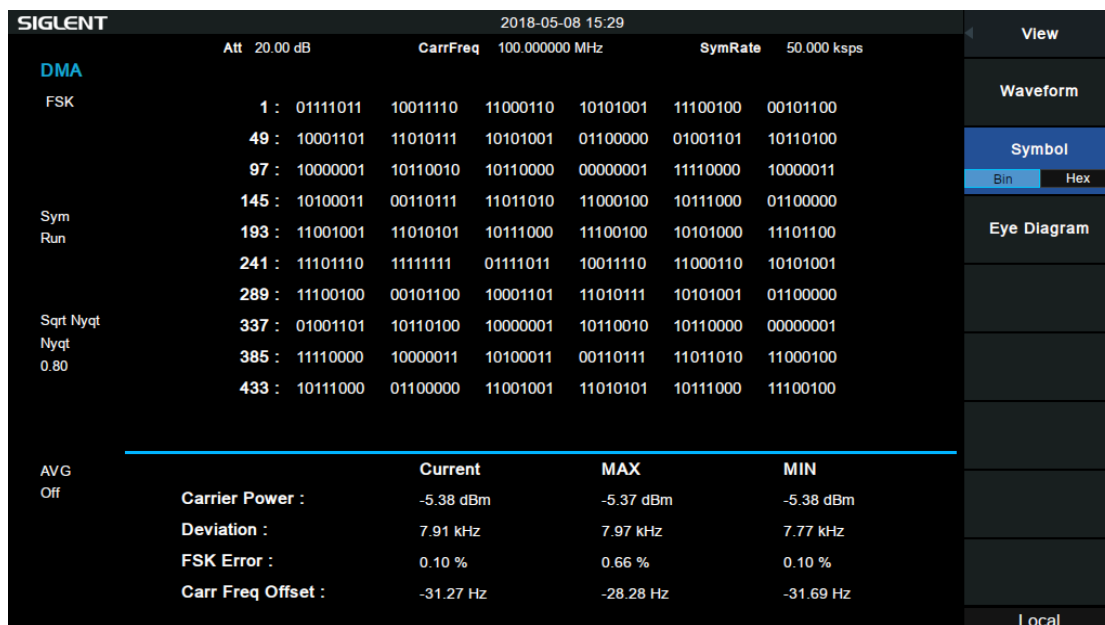 SIGLENT 2018-05-08 15:29
Att 20.00 dB CarrFreq 100.000000 MHz SymRate 50.000 ksps
DMA
FSK
1 : 01111011 10011110 11000110 10101001 11100100 00101100
49 : 10001101 11010111 10101001 01100000 01001101 10110100
97 : 10000001 10110010 10110000 00000001 11110000 10000011
145 : 10100011 00110111 11011010 11000100 10111000 01100000
193 : 11001001 11010101 10111000 11100100 10101000 11101100
241 : 11101110 11111111 01111011 10011110 11000110 10101001
289 : 11100100 00101100 10001101 11010111 10101001 01100000
337 : 01001101 10110100 10000001 10110010 10110000 00000001
385 : 11110000 10000011 10100011 00110111 11011010 11000100
433 : 10111000 01100000 11001001 11010101 10111000 11100100
Sym
Run
Sqrt Nyqt
Nyqt
0.80
AVG
Off
Current MAX MIN
Carrier Power : -5.38 dBm -5.37 dBm -5.38 dBm
Deviation : 7.91 kHz 7.97 kHz 7.77 kHz
FSK Error : 0.10 % 0.66 % 0.10 %
Carr Freq Offset : -31.27 Hz -28.28 Hz -31.69 Hz
View
Waveform
Symbol
Bin Hex
Eye Diagram
Local